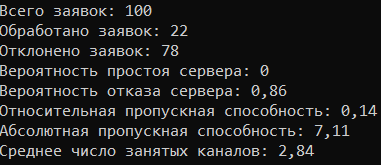 Всего заявок: 100
Обработано заявок: 22
Отклонено заявок: 78
Вероятность простоя сервера: 0
Вероятность отказа сервера: 0,86
Относительная пропускная способность: 0,14
Абсолютная пропускная способность: 7,11
Среднее число занятых каналов: 2,84